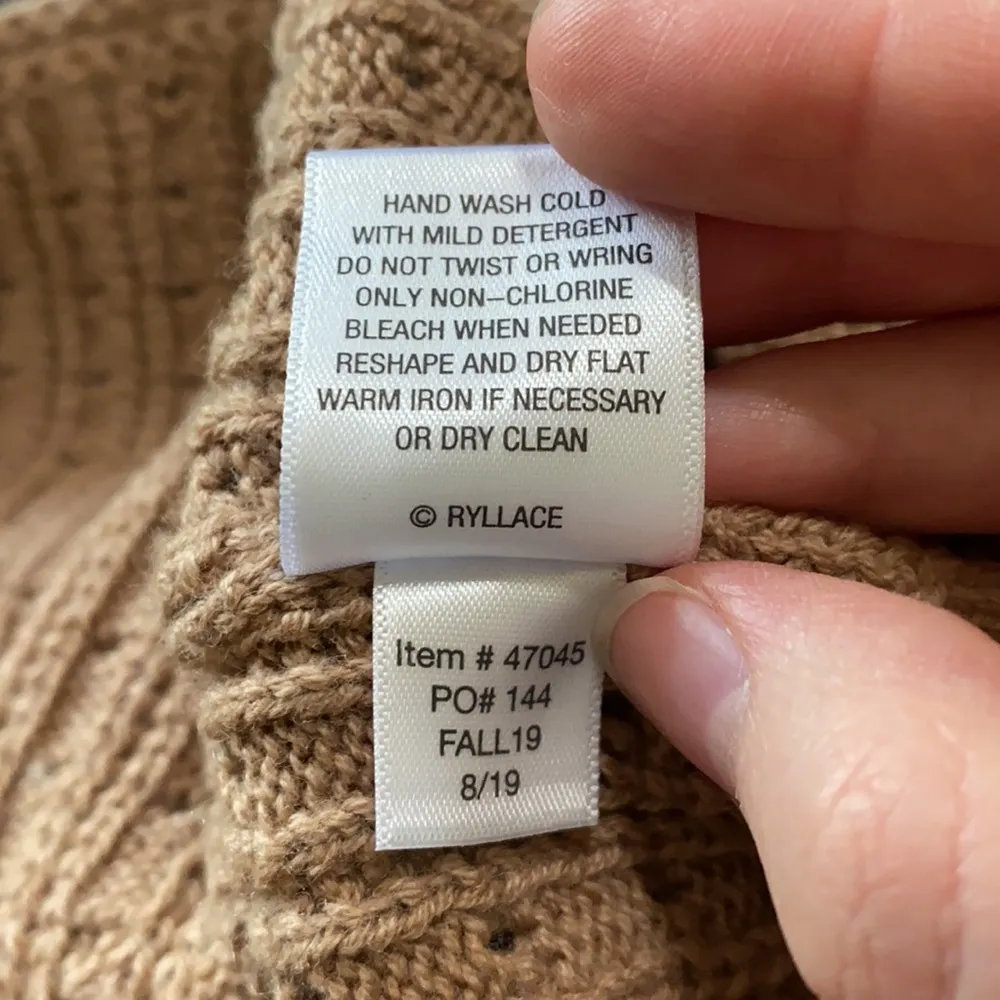 HAND WASH COLD
WITH MILD DETERGENT
DO NOT TWIST OR WRING
ONLY NON–CHLORINE
BLEACH WHEN NEEDED
RESHAPE AND DRY FLAT
WARM IRON IF NECESSARY
OR DRY CLEAN
© RYLLACE
Item # 47045
PO# 144
FALL19
8/19